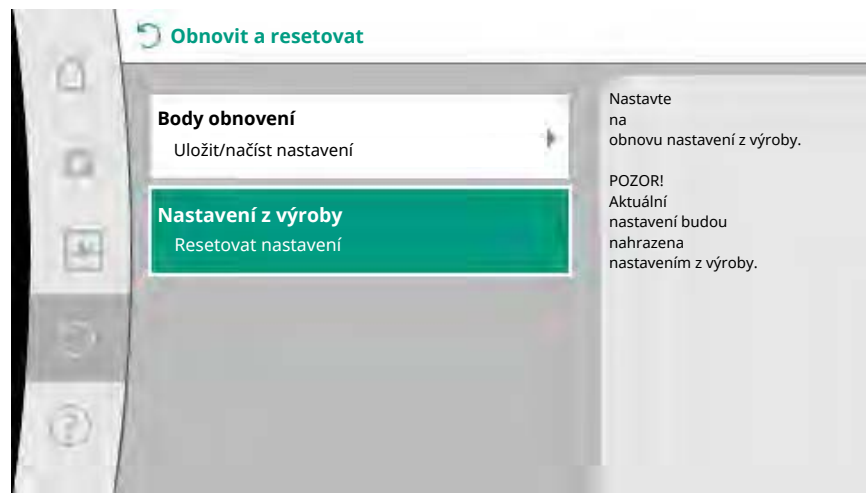 Obnovit a resetovat
Body obnovení
Uložit/načíst nastavení
Nastavení z výroby
Resetovat nastavení
Nastavte
na
obnovu nastavení z výroby.
POZOR!
Aktuální
nastavení budou
nahrazena
nastavením z výroby.